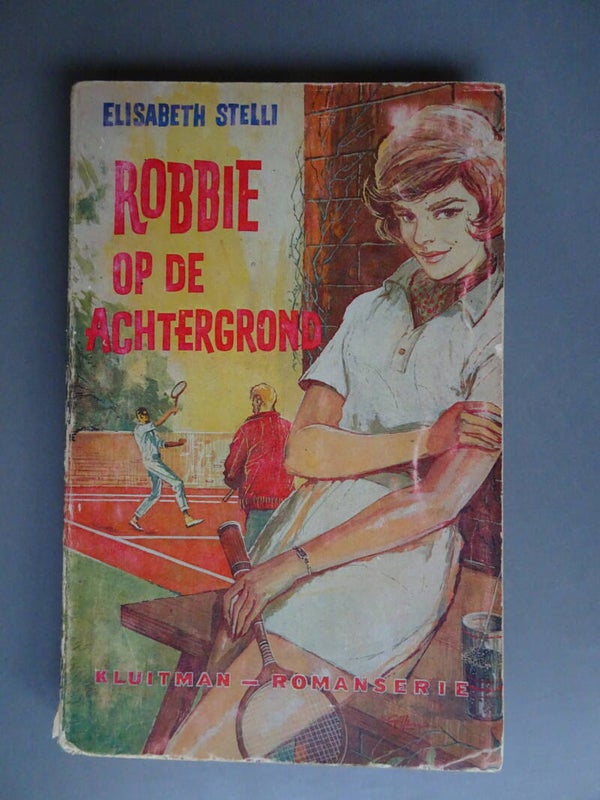 ELISABETH STELLI
ROBBIE
OP DE
ACHTERGROND
KLUITMAN — ROMANSERIE